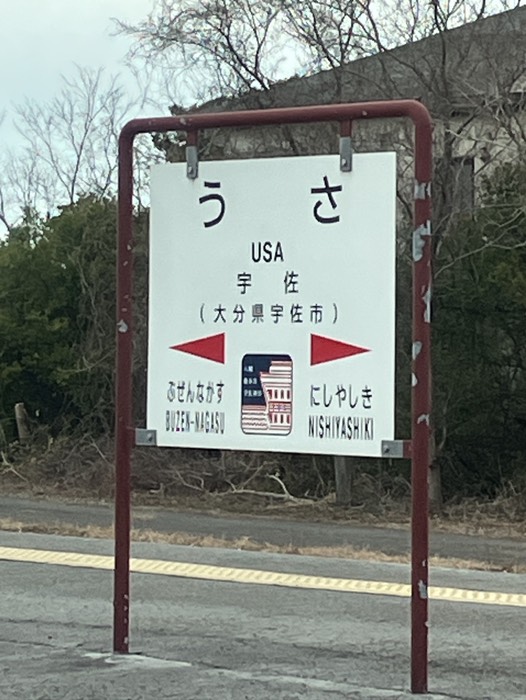 うさ
USA
宇佐
(大分県宇佐市)
ぶぜんながす
BUZEN-NAGASU
にしやしき
NISHIYASHIKI